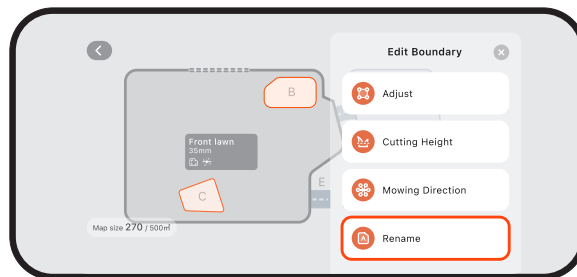 Edit Boundary
B
Adjust
Front lawn
35mm
Cutting Height
C
E
Mowing Direction
Map size 270 / 500㎡
A
Rename